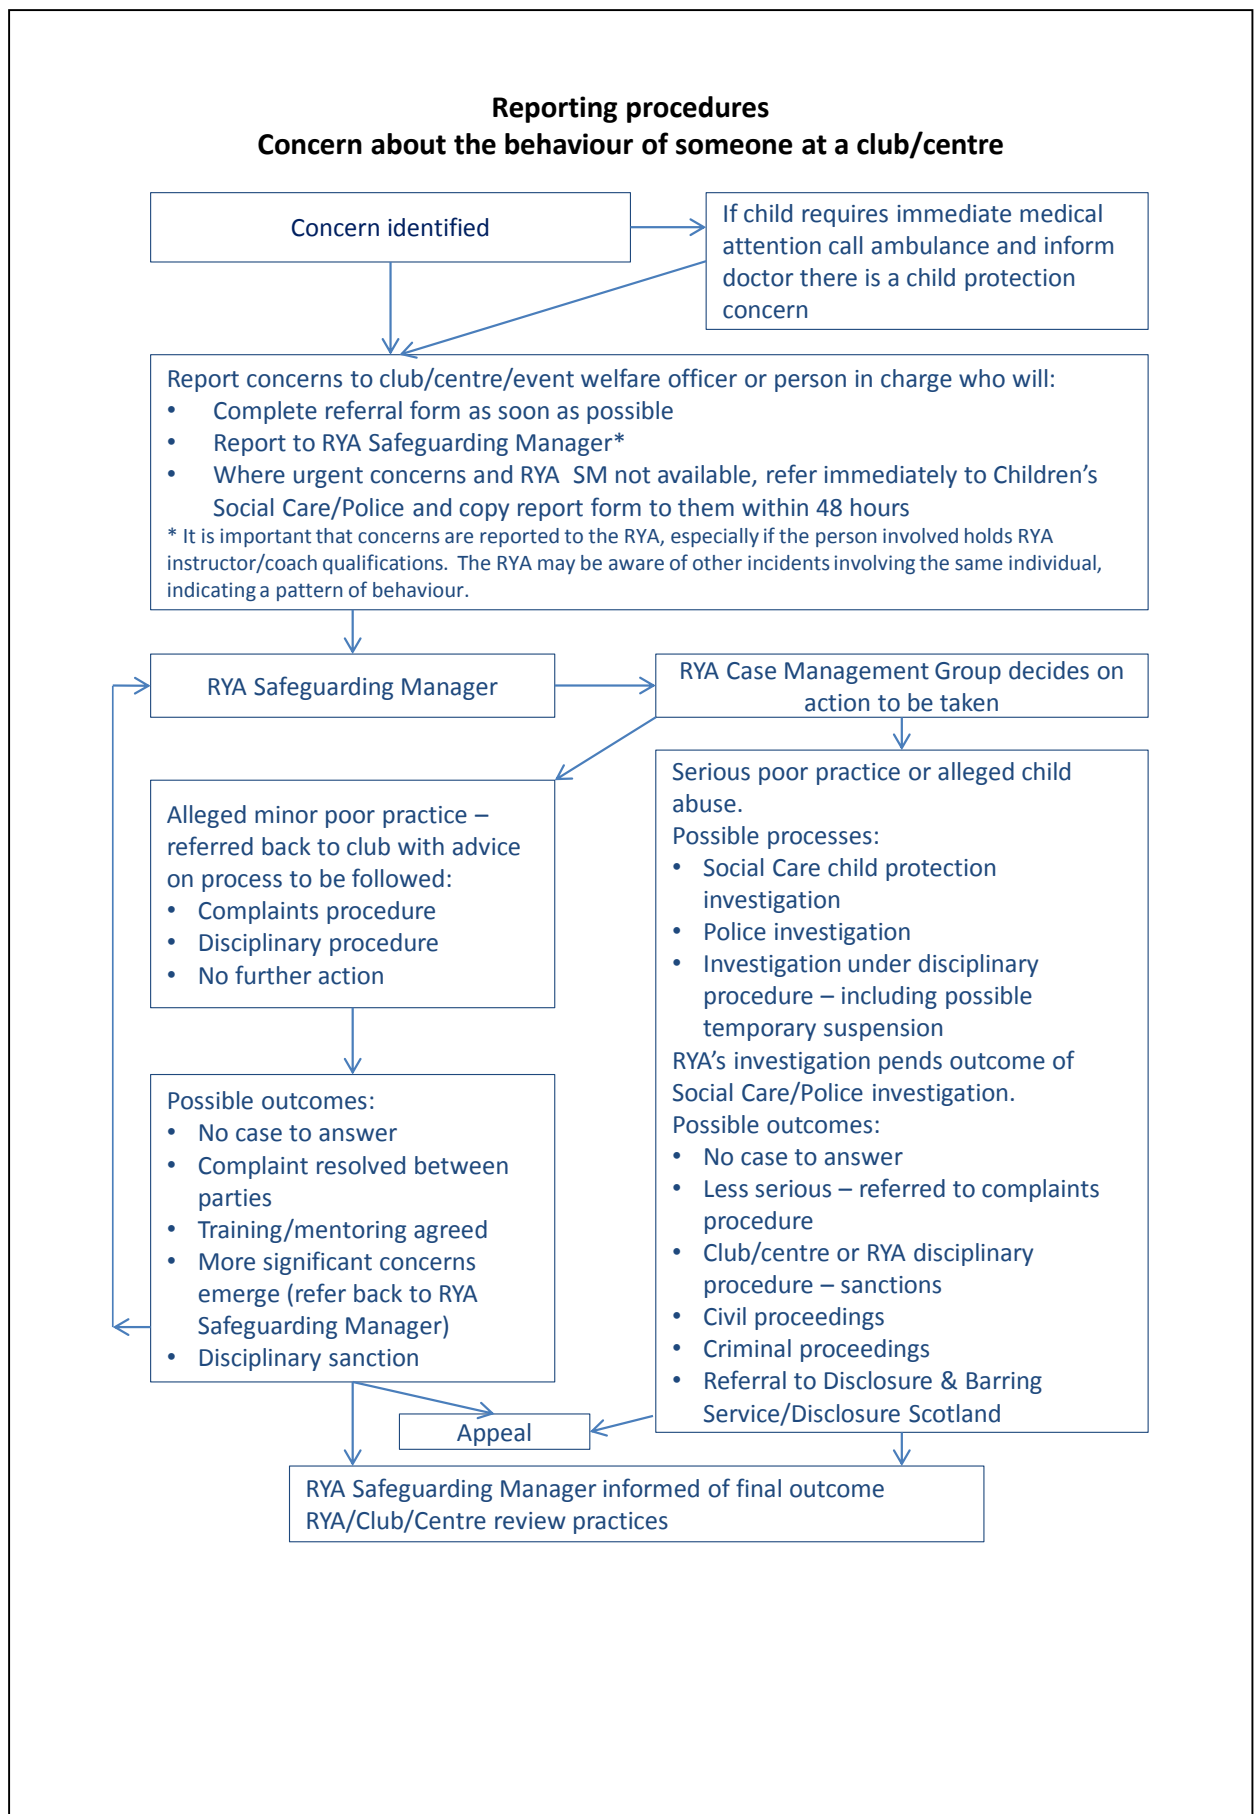 Reporting procedures
Concern about the behaviour of someone at a club/centre
Concern identified
If child requires immediate medical
attention call ambulance and inform
doctor there is a child protection
concern
Report concerns to club/centre/event welfare officer or person in charge who will:
• Complete referral form as soon as possible
• Report to RYA Safeguarding Manager*
• Where urgent concerns and RYA SM not available, refer immediately to Children’s
Social Care/Police and copy report form to them within 48 hours
* It is important that concerns are reported to the RYA, especially if the person involved holds RYA
instructor/coach qualifications. The RYA may be aware of other incidents involving the same individual,
indicating a pattern of behaviour.
RYA Safeguarding Manager
RYA Case Management Group decides on
action to be taken
Alleged minor poor practice –
referred back to club with advice
on process to be followed:
• Complaints procedure
• Disciplinary procedure
• No further action
Serious poor practice or alleged child
abuse.
Possible processes:
• Social Care child protection
investigation
• Police investigation
• Investigation under disciplinary
procedure – including possible
temporary suspension
RYA’s investigation pends outcome of
Social Care/Police investigation.
Possible outcomes:
• No case to answer
• Less serious – referred to complaints
procedure
• Club/centre or RYA disciplinary
procedure – sanctions
• Civil proceedings
• Criminal proceedings
• Referral to Disclosure & Barring
Service/Disclosure Scotland
Possible outcomes:
• No case to answer
• Complaint resolved between
parties
• Training/mentoring agreed
• More significant concerns
emerge (refer back to RYA
Safeguarding Manager)
• Disciplinary sanction
Appeal
RYA Safeguarding Manager informed of final outcome
RYA/Club/Centre review practices